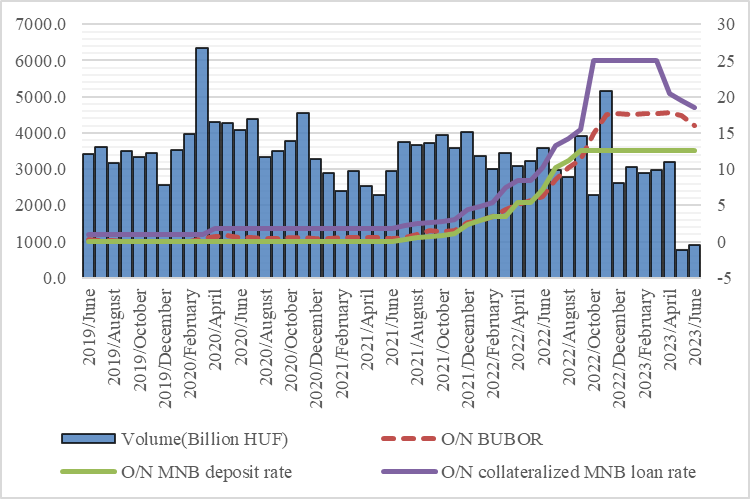 7000.0
6000.0
5000.0
4000.0
3000.0
2000.0
1000.0
0.0
30
25
20
15
10
5
0
-5
2019/June
2019/August
2019/October
2019/December
2020/February
2020/April
2020/June
2020/August
2020/October
2020/December
2021/February
2021/April
2021/June
2021/August
2021/October
2021/December
2022/February
2022/April
2022/June
2022/August
2022/October
2022/December
2023/February
2023/April
2023/June
Volume(Billion HUF)
O/N BUBOR
O/N MNB deposit rate
O/N collateralized MNB loan rate